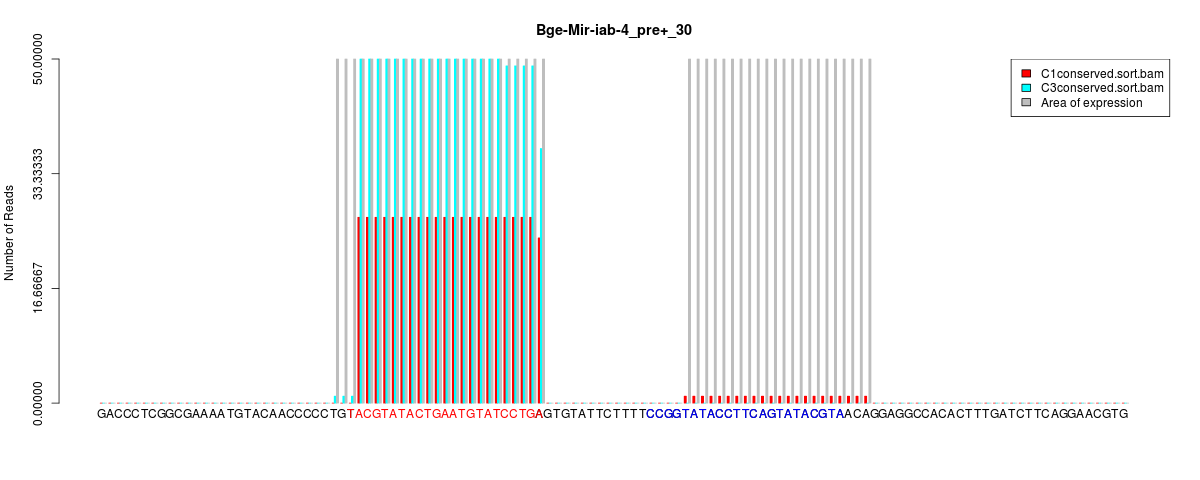 Bge-Mir-iab-4_pre+_30
C1conserved.sort.bam
C3conserved.sort.bam
Area of expression
Number of Reads
50.00000
33.33333
16.66667
0.00000
GACCCTCGGCGAAAATGTACAACCCCCTGTACGTATACTGAATGTATCCTGAGTGTATTCTTTTCCGGTATACCTTCAGTATACGTAACAGGAGGCCACACTTTGATCTTCAGGAACGTG